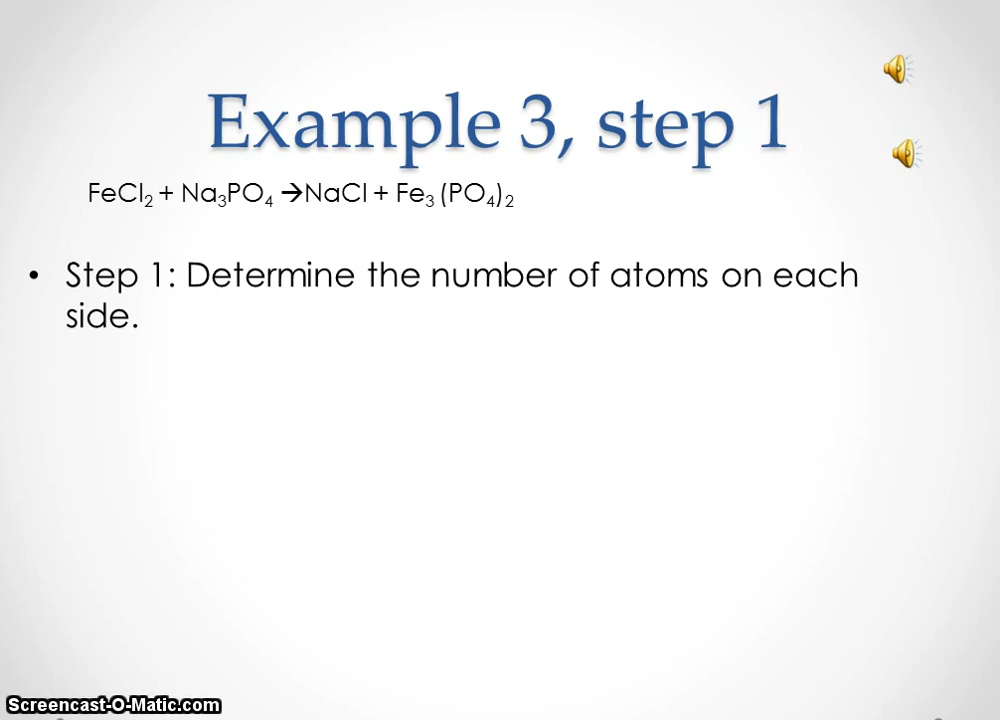 Example 3, step 1
FeCl₂ + Na₃PO₄ →NaCl + Fe₃ (PO₄)₂
• Step 1: Determine the number of atoms on each
side.
Screencast-O-Matic.com